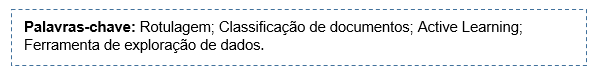 Palavras-chave: Rotulagem; Classificação de documentos; Active Learning;
Ferramenta de exploração de dados.